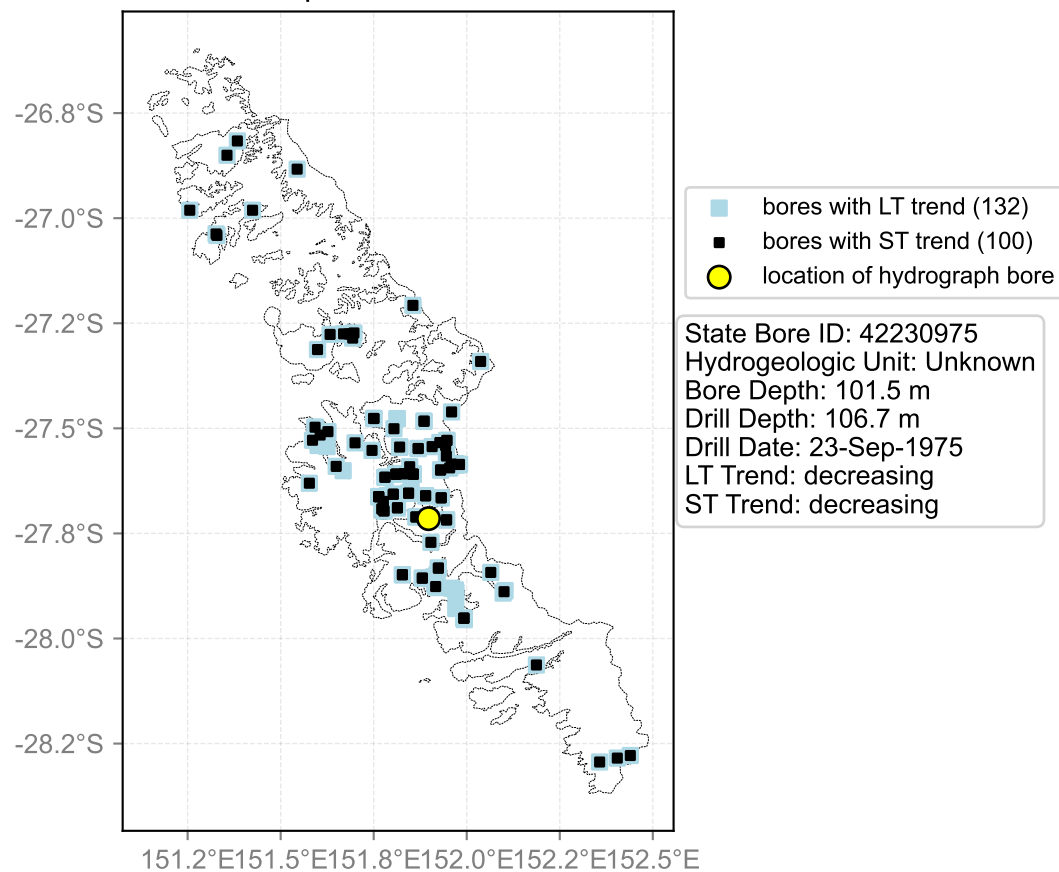 -26.8°S
-27.0°S
-27.2°S
-27.5°S
-27.8°S
-28.0°S
-28.2°S
151.2°E151.5°E151.8°E152.0°E152.2°E152.5°E
bores with LT trend (132)
bores with ST trend (100)
location of hydrograph bore
State Bore ID: 42230975
Hydrogeologic Unit: Unknown
Bore Depth: 101.5 m
Drill Depth: 106.7 m
Drill Date: 23-Sep-1975
LT Trend: decreasing
ST Trend: decreasing